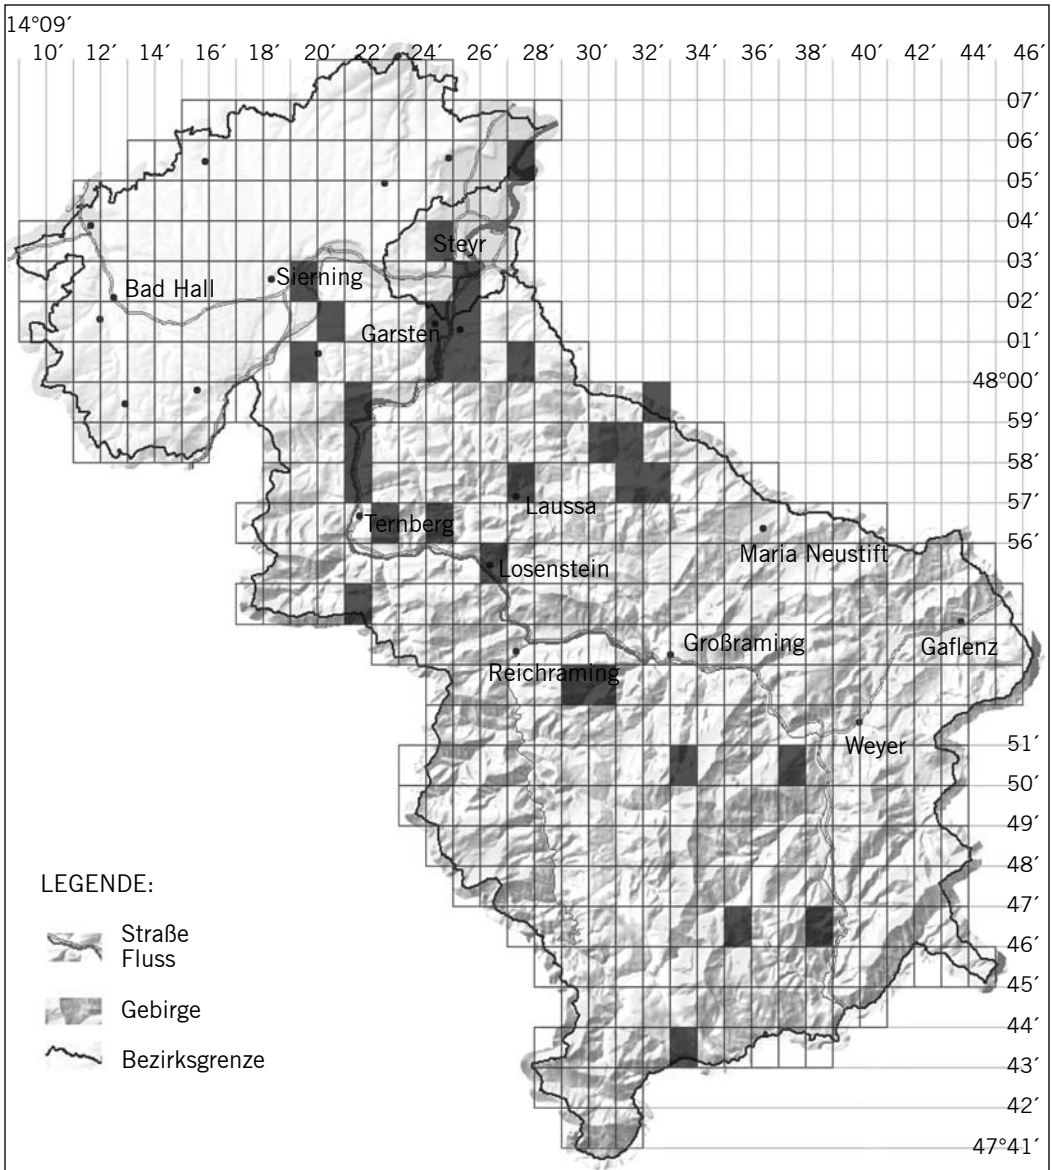 14°09′
10′ 12′ 14′ 16′ 18′ 20′ 22′ 24′ 26′ 28′ 30′ 32′ 34′ 36′ 38′ 40′ 42′ 44′ 46′
07′
06′
05′
04′
Steyr
03′
Sierning
Bad Hall
02′
Garsten
01′
48°00′
59′
58′
57′
Laussa
Ternberg
56′
Maria Neustift
Losenstein
Großraming
Gaflenz
Reichraming
51′
Weyer
50′
49′
48′
LEGENDE:
47′
Straße
Fluss
46′
45′
Gebirge
44′
Bezirksgrenze
43′
42′
47°41′